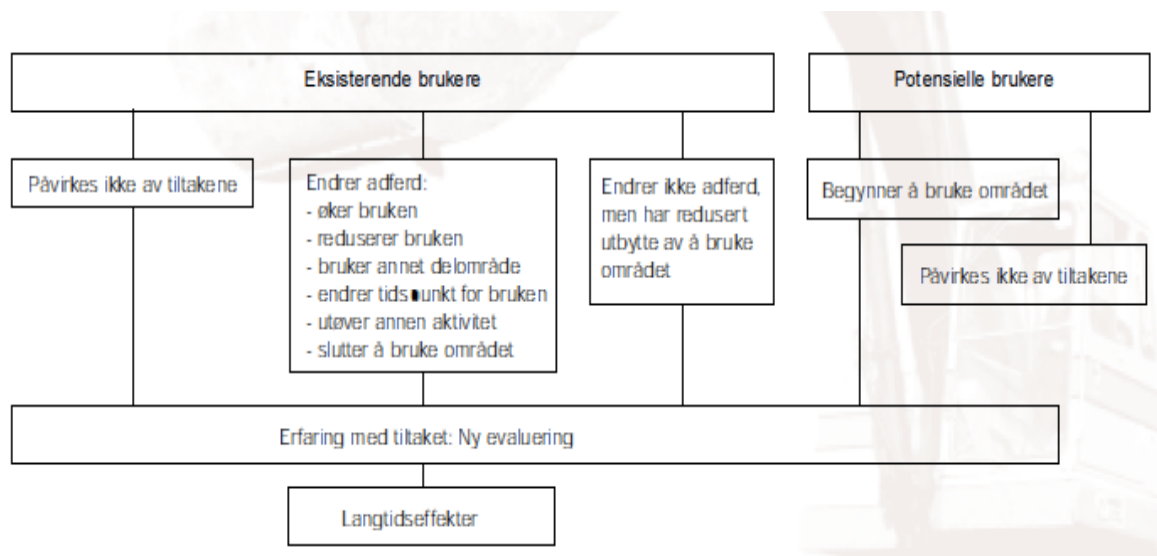 Eksisterende brukere
Potensielle brukere
Påvirkes ikke av tiltakene
Endrer adferd:
- øker bruken
- reduserer bruken
- bruker annet delområde
- endrer tidspunkt for bruken
- utøver annen aktivitet
- slutter å bruke området
Endrer ikke adferd,
men har redusert
utbytte av å bruke
området
Begynner å bruke området
Påvirkes ikke av tiltakene
Erfaring med tiltaket: Ny evaluering
Langtidseffekter